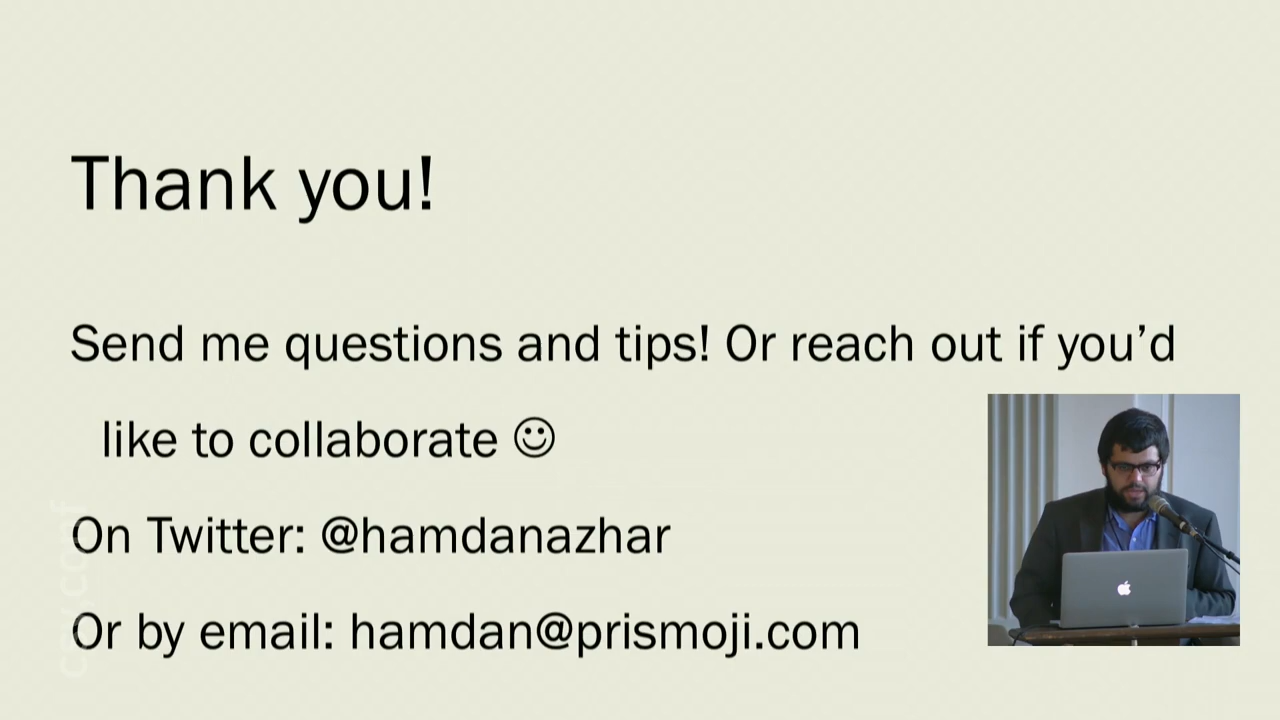 Thank you!
Send me questions and tips! Or reach out if you’d
like to collaborate ☺
On Twitter: @hamdanazhar
Or by email: hamdan@prismoji.com